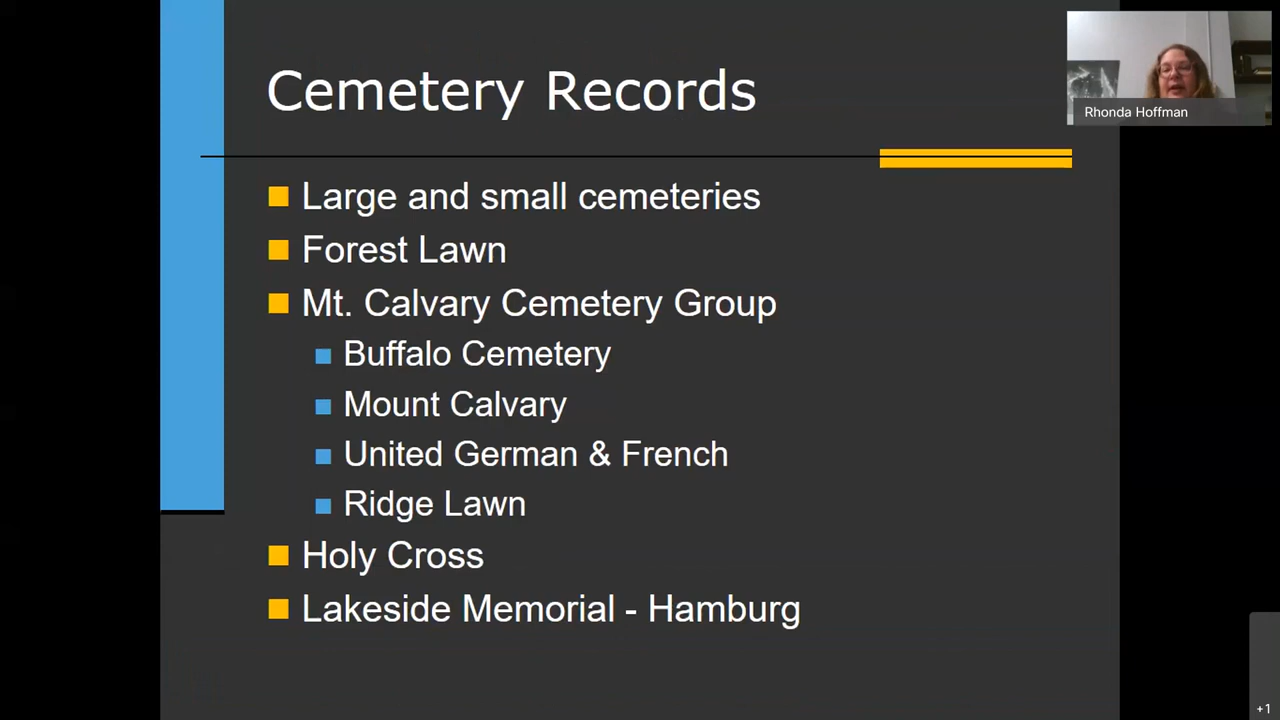 Cemetery Records
Rhonda Hoffman
Large and small cemeteries
Forest Lawn
Mt. Calvary Cemetery Group
Buffalo Cemetery
Mount Calvary
United German & French
Ridge Lawn
Holy Cross
Lakeside Memorial - Hamburg
+1